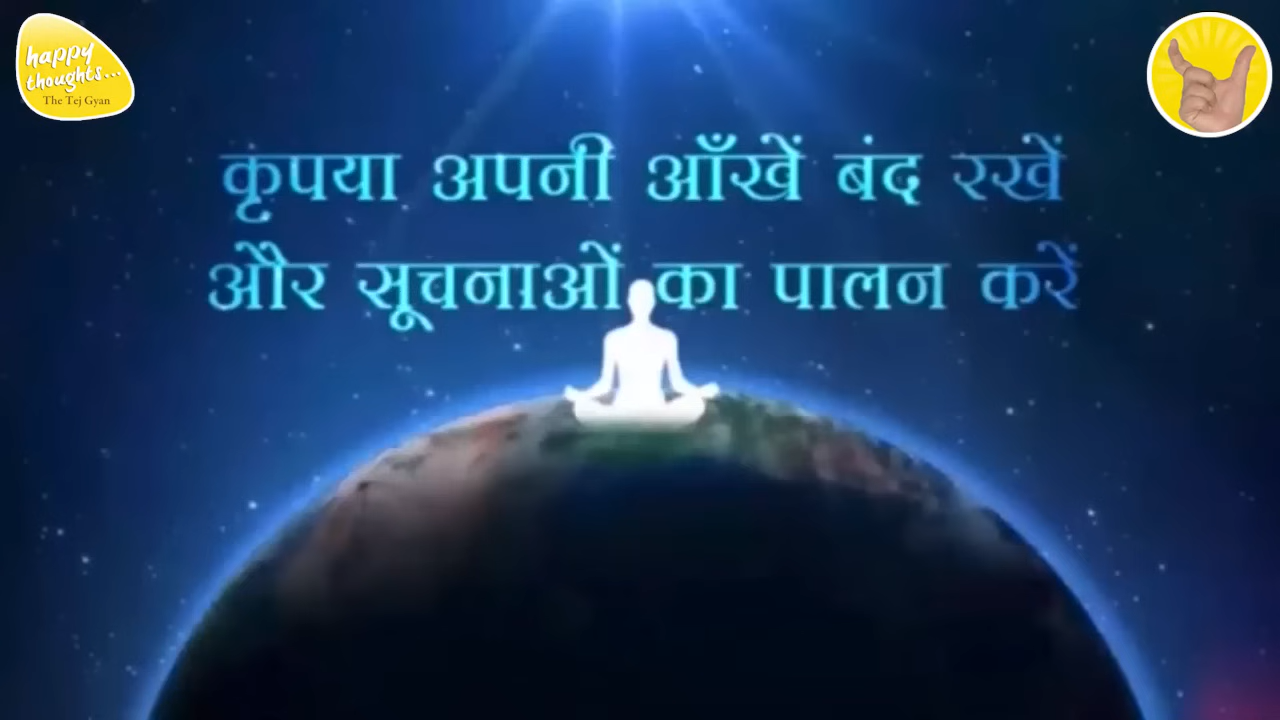 happy
thoughts...
The Tej Gyan
कृपया अपनी आँखें बंद रखें
और सूचनाओं का पालन करें